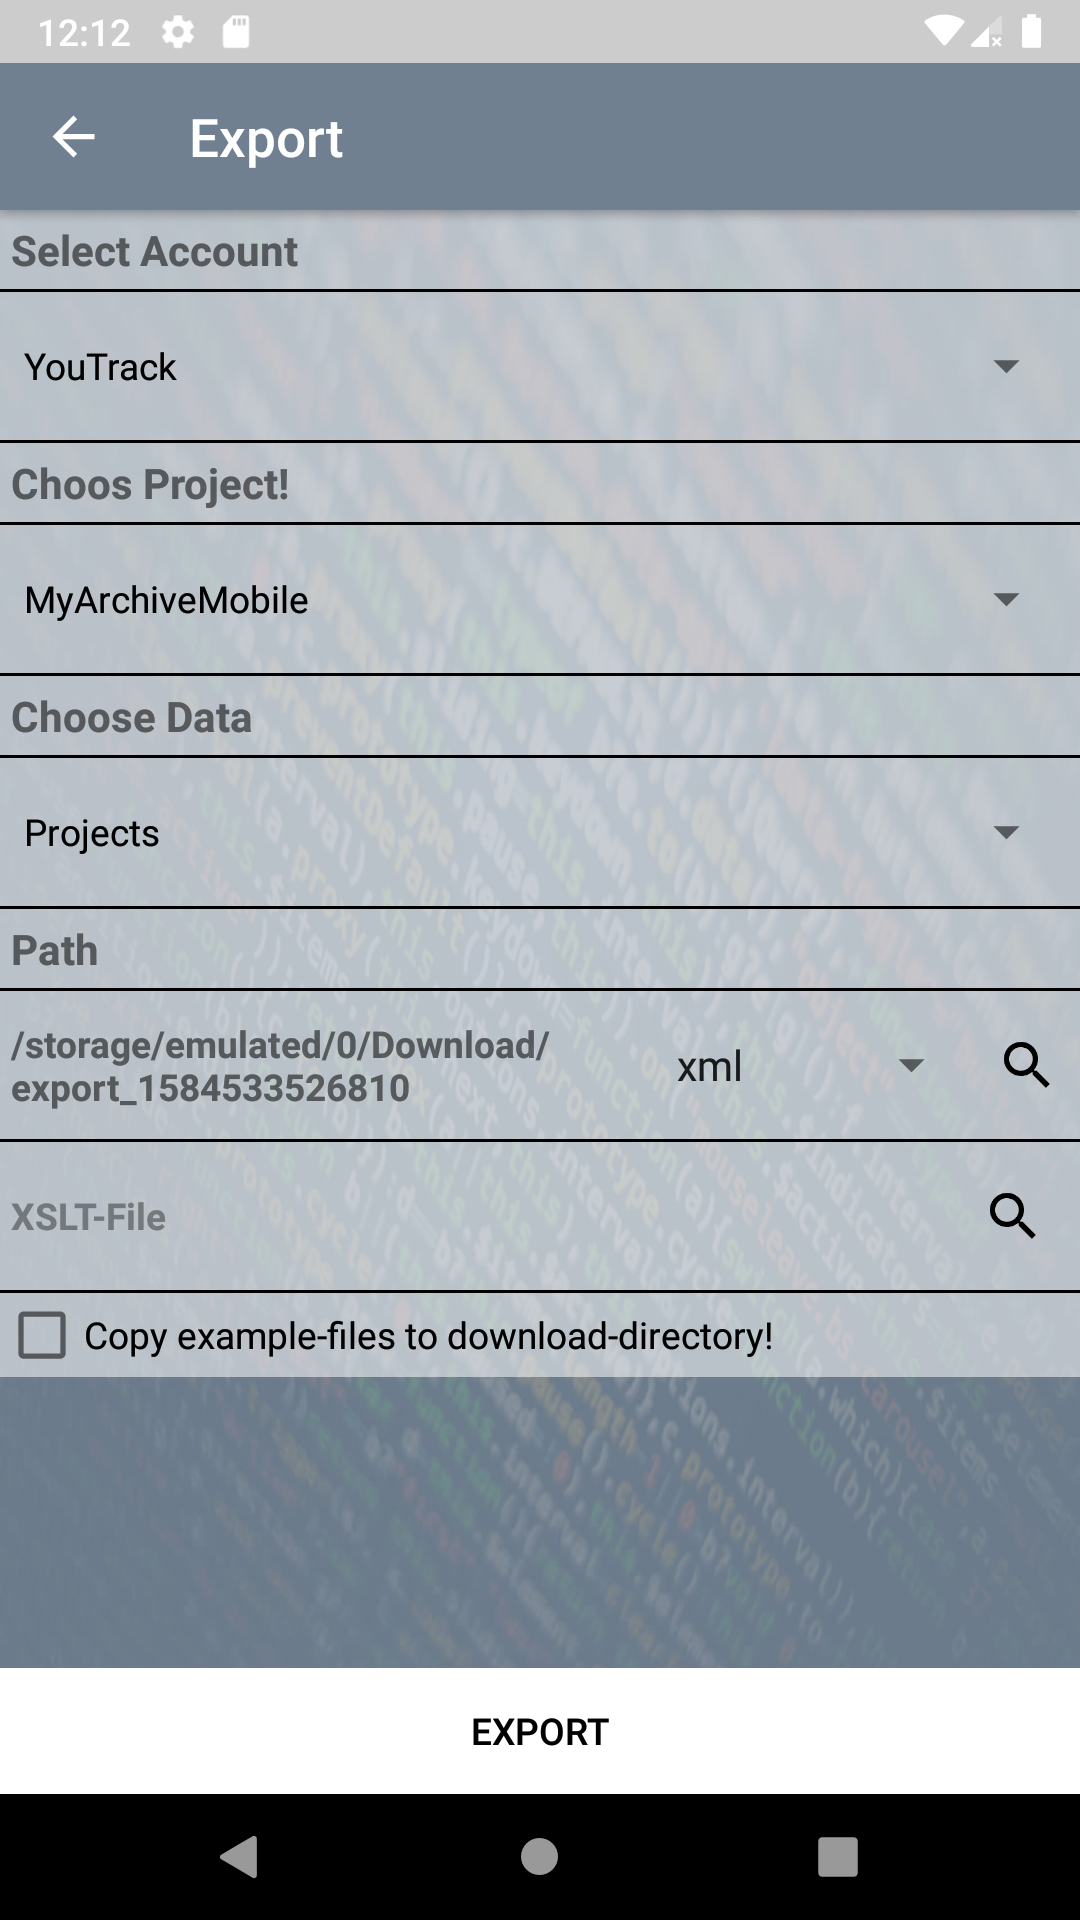 12:12
Export
Select Account
YouTrack
Choos Project!
MyArchiveMobile
Choose Data
Projects
Path
/storage/emulated/0/Download/
export_1584533526810
xml
XSLT-File
Copy example-files to download-directory!
EXPORT